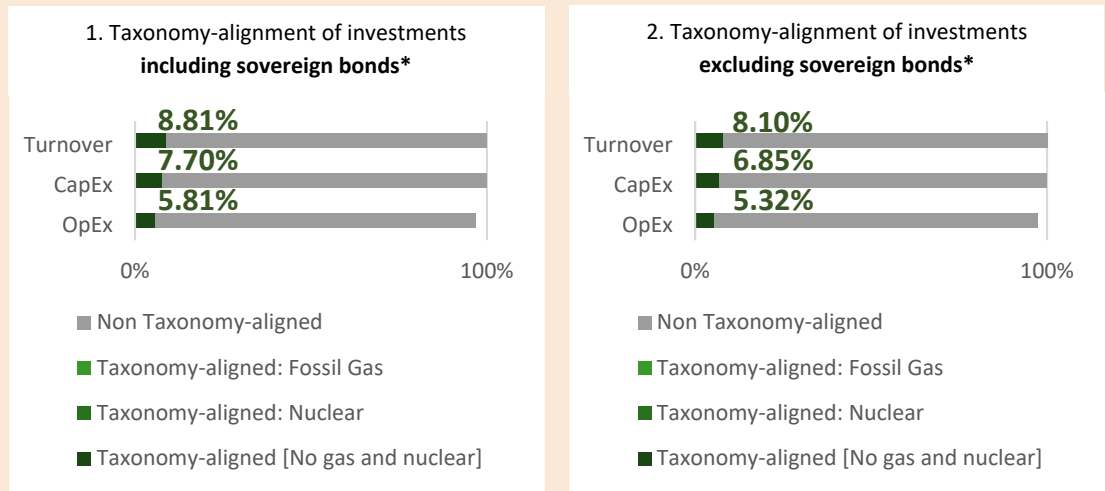 1. Taxonomy-alignment of investments
including sovereign bonds*
8.81%
Turnover
7.70%
CapEx
5.81%
OpEx
0%
100%
Non Taxonomy-aligned
Taxonomy-aligned: Fossil Gas
Taxonomy-aligned: Nuclear
Taxonomy-aligned [No gas and nuclear]
2. Taxonomy-alignment of investments
excluding sovereign bonds*
8.10%
Turnover
6.85%
CapEx
5.32%
OpEx
0%
100%
Non Taxonomy-aligned
Taxonomy-aligned: Fossil Gas
Taxonomy-aligned: Nuclear
Taxonomy-aligned [No gas and nuclear]